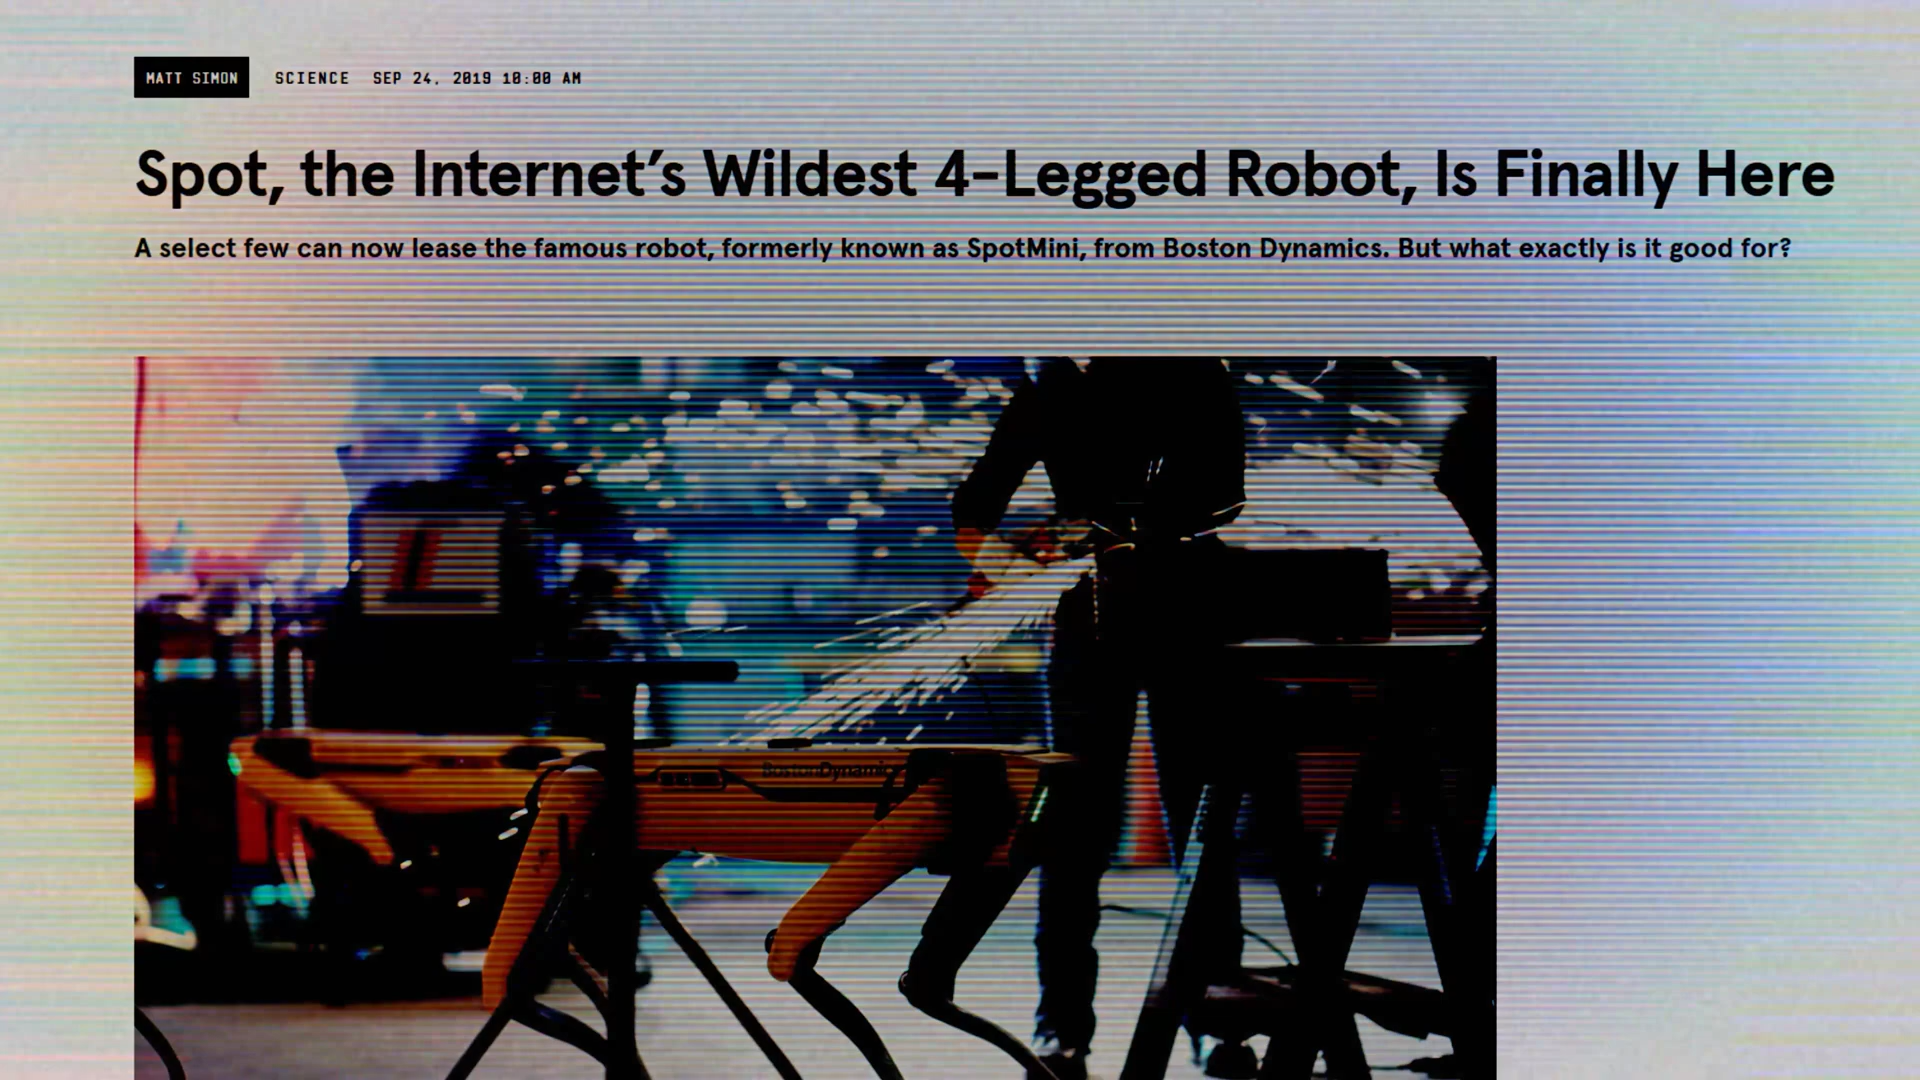 MATT SIMON SCIENCE SEP 24, 2019 10:00 AM
Spot, the Internet's Wildest 4-Legged Robot, Is Finally Here
A select few can now lease the famous robot, formerly known as SpotMini, from Boston Dynamics. But what exactly is it good for?
BostonDynamics